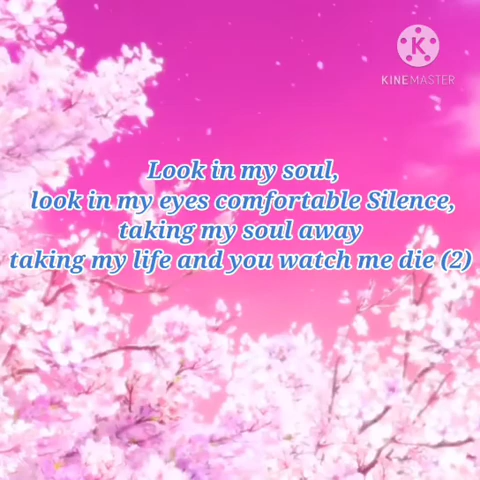 KINEMASTER
Look in my soul,
look in my eyes comfortable Silence,
taking my soul away
taking my life and you watch me die (2)